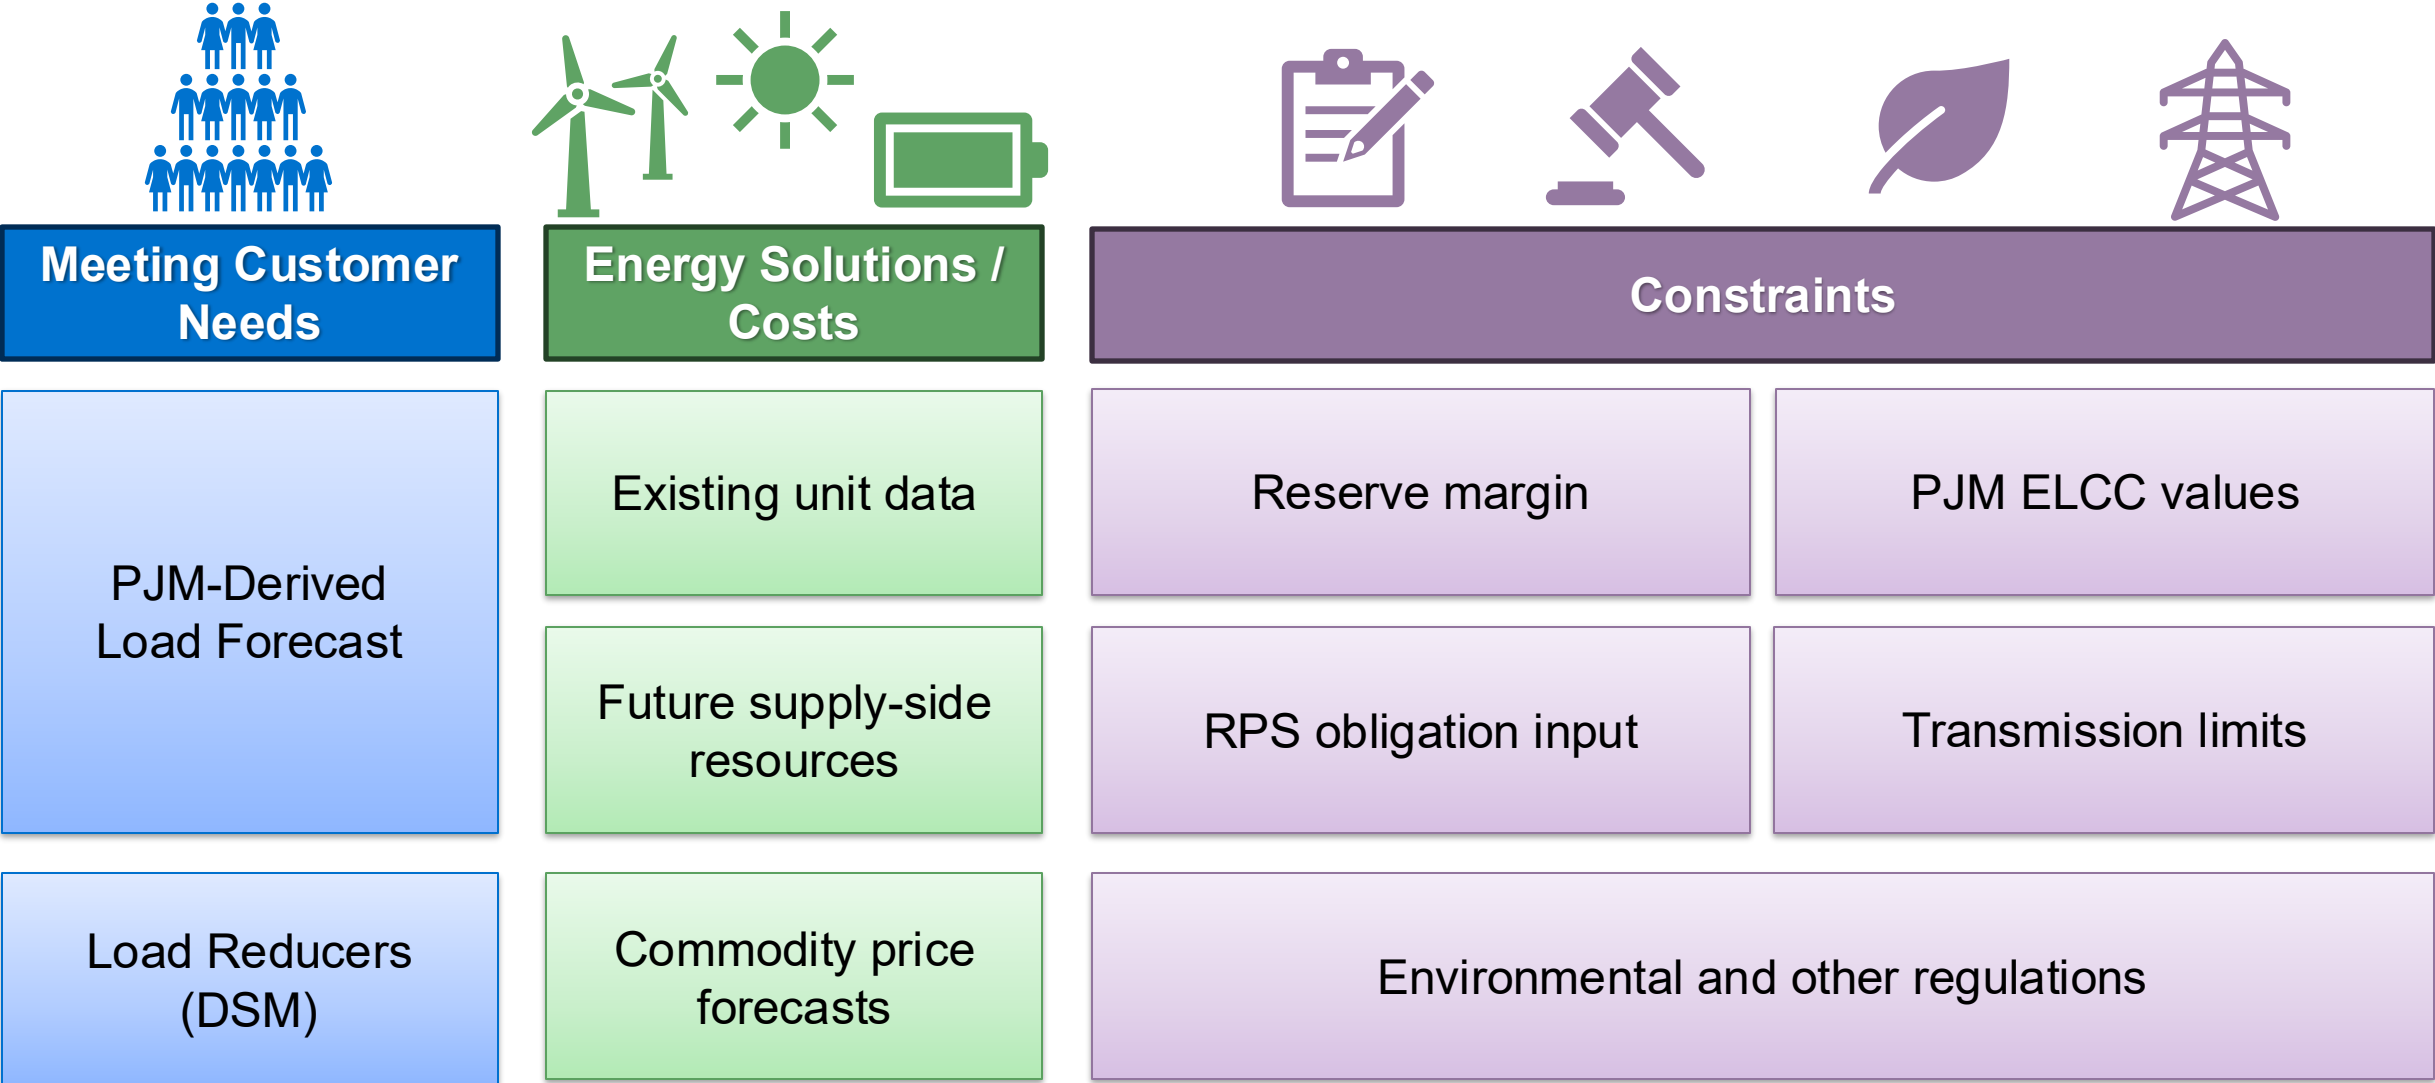 Meeting Customer
Needs
Energy Solutions /
Costs
Constraints
PJM-Derived
Load Forecast
Load Reducers
(DSM)
Existing unit data
Future supply-side
resources
Commodity price
forecasts
Reserve margin
PJM ELCC values
RPS obligation input
Transmission limits
Environmental and other regulations